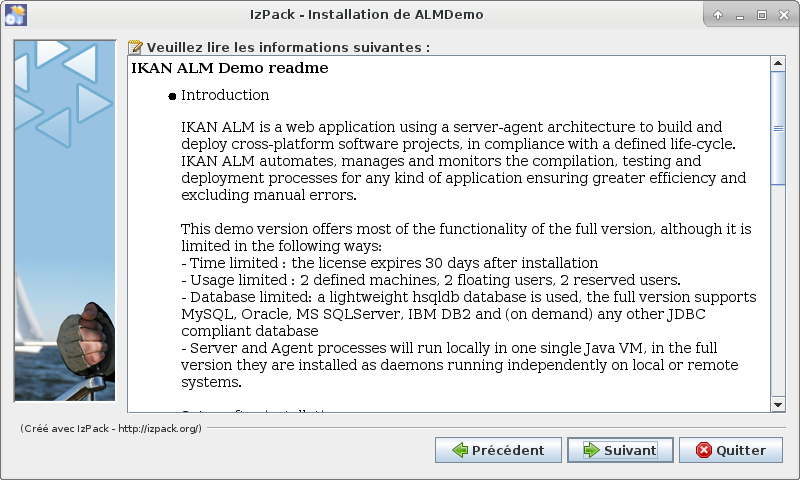 IzPack - Installation de ALMDemo
Veuillez lire les informations suivantes :
IKAN ALM Demo readme
Introduction
IKAN ALM is a web application using a server-agent architecture to build and
deploy cross-platform software projects, in compliance with a defined life-cycle.
IKAN ALM automates, manages and monitors the compilation, testing and
deployment processes for any kind of application ensuring greater efficiency and
excluding manual errors.
This demo version offers most of the functionality of the full version, although it is
limited in the following ways:
- Time limited : the license expires 30 days after installation
- Usage limited : 2 defined machines, 2 floating users, 2 reserved users.
- Database limited: a lightweight hsqldb database is used, the full version supports
MySQL, Oracle, MS SQLServer, IBM DB2 and (on demand) any other JDBC
compliant database
- Server and Agent processes will run locally in one single Java VM, in the full
version they are installed as daemons running independently on local or remote
systems.
(Créé avec IzPack - http://izpack.org/)
Précédent
Suivant
Quitter